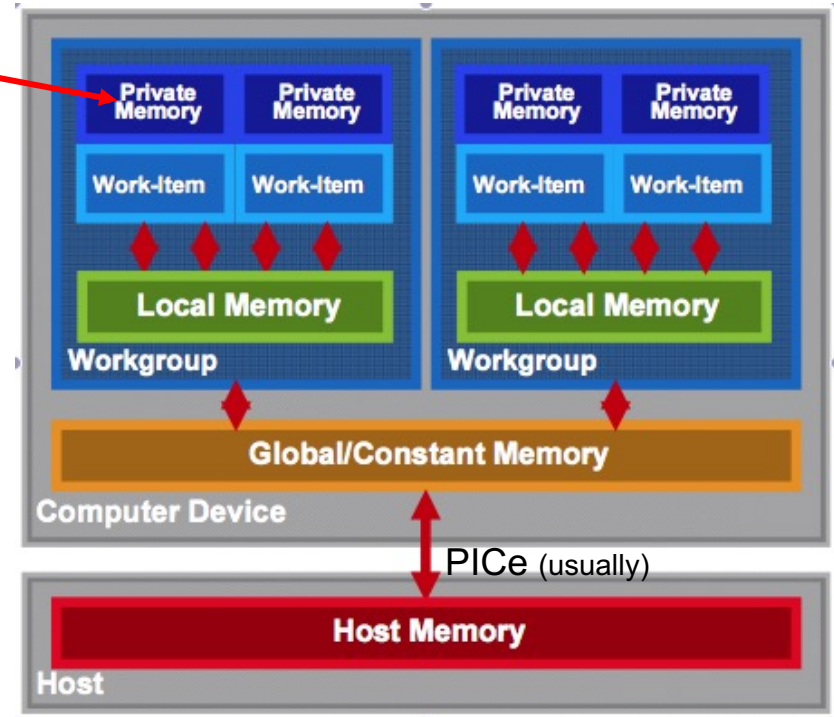 Private Memory
Private Memory
Private Memory
Private Memory
Work-Item
Work-Item
Work-Item
Work-Item
Local Memory
Local Memory
Workgroup
Workgroup
Global/Constant Memory
Computer Device
PICe (usually)
Host Memory
Host